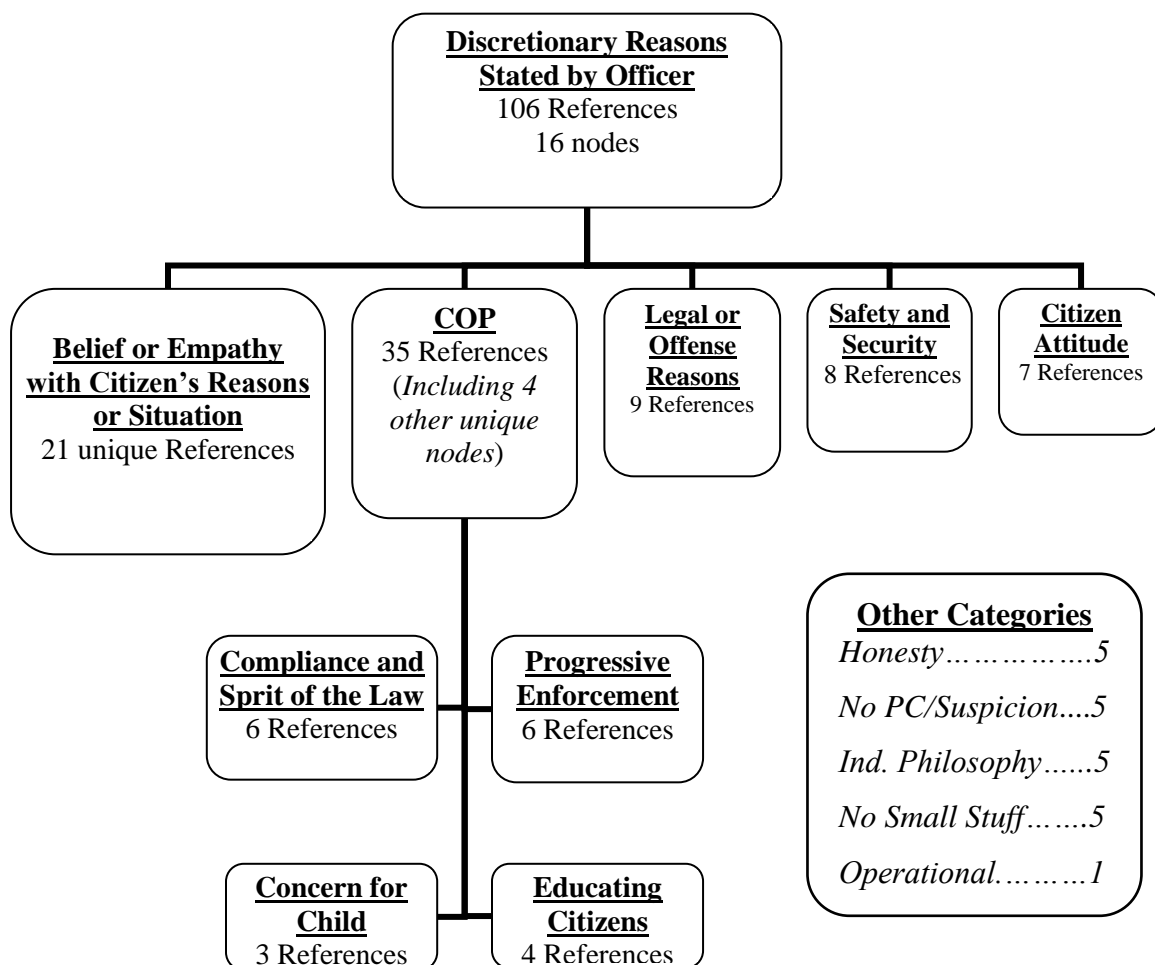 Discretionary Reasons
Stated by Officer
106 References
16 nodes
Belief or Empathy
with Citizen’s Reasons
or Situation
21 unique References
COP
35 References
(Including 4
other unique
nodes)
Legal or
Offense
Reasons
9 References
Safety and
Security
8 References
Citizen
Attitude
7 References
Compliance and
Sprit of the Law
6 References
Progressive
Enforcement
6 References
Concern for
Child
3 References
Educating
Citizens
4 References
Other Categories
Honesty…………….5
No PC/Suspicion....5
Ind. Philosophy…...5
No Small Stuff…….5
Operational.………1